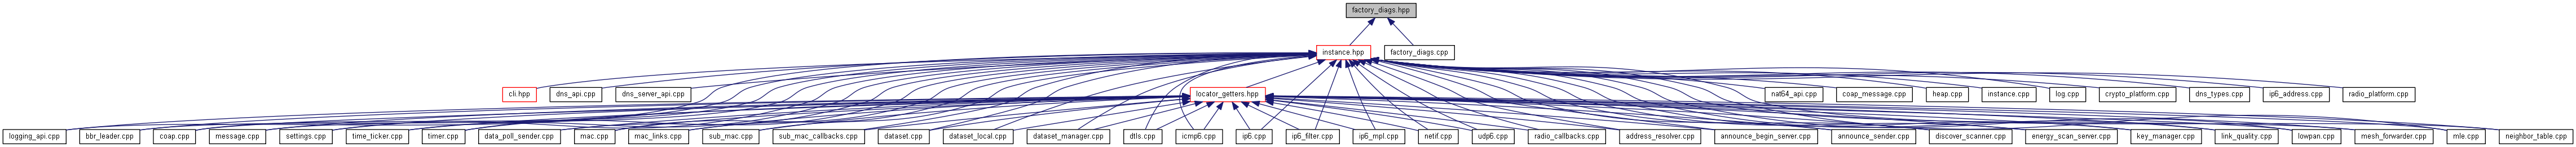 factory_diags.hpp
instance.hpp
factory_diags.cpp
cli.hpp
dns_api.cpp
dns_server_api.cpp
locator_getters.hpp
nat64_api.cpp
coap_message.cpp
heap.cpp
instance.cpp
log.cpp
crypto_platform.cpp
dns_types.cpp
ip6_address.cpp
radio_platform.cpp
logging_api.cpp
bbr_leader.cpp
coap.cpp
message.cpp
settings.cpp
time_ticker.cpp
timer.cpp
data_poll_sender.cpp
mac.cpp
mac_links.cpp
sub_mac.cpp
sub_mac_callbacks.cpp
dataset.cpp
dataset_local.cpp
dataset_manager.cpp
dtls.cpp
icmp6.cpp
ip6.cpp
ip6_filter.cpp
ip6_mpl.cpp
netif.cpp
udp6.cpp
radio_callbacks.cpp
address_resolver.cpp
announce_begin_server.cpp
announce_sender.cpp
discover_scanner.cpp
energy_scan_server.cpp
key_manager.cpp
link_quality.cpp
lowpan.cpp
mesh_forwarder.cpp
mle.cpp
neighbor_table.cpp